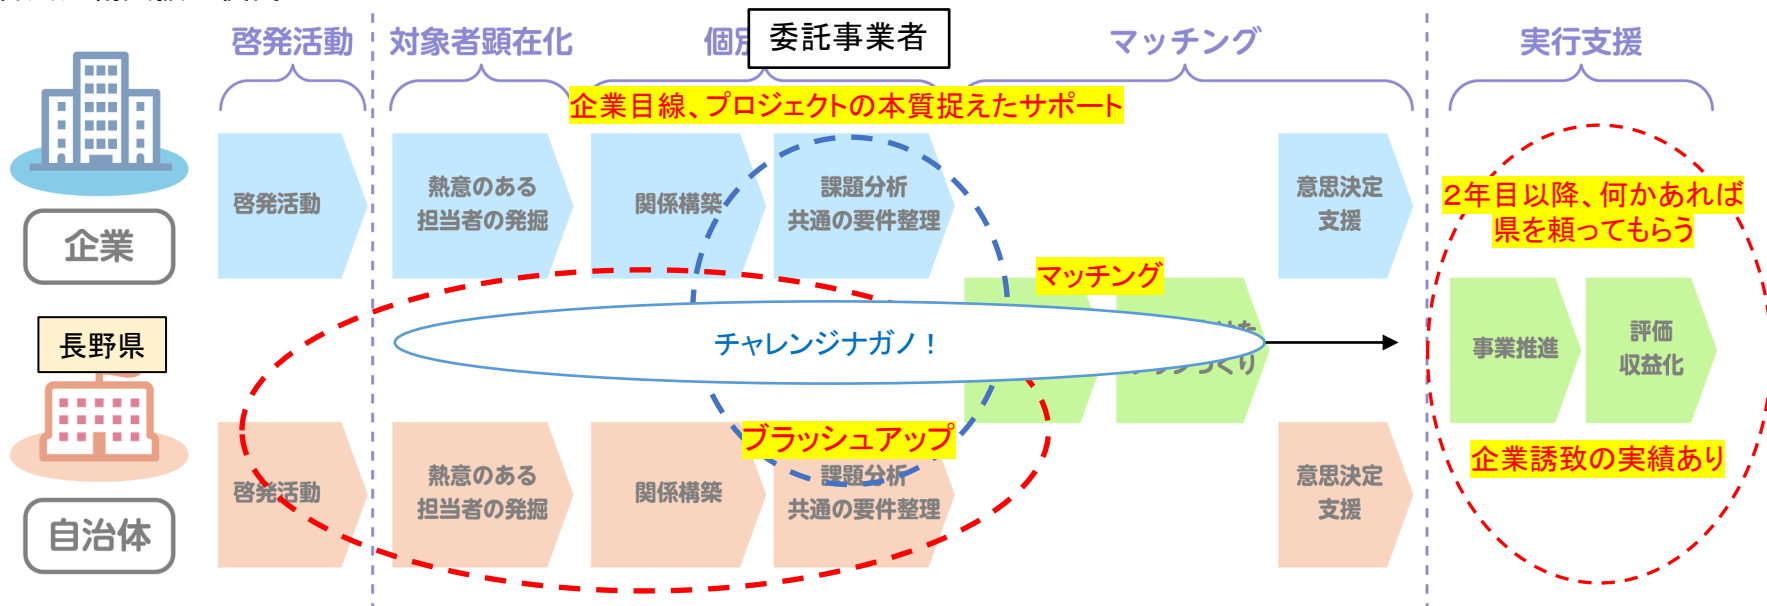 啓発活動
対象者顕在化
個
委託事業者
マッチング
実行支援
企業目線、プロジェクトの本質捉えたサポート
企業
啓発活動
熱意のある
担当者の発掘
関係構築
課題分析
共通の要件整理
意思決定
支援
2年目以降、何かあれば
県を頼ってもらう
マッチング
長野県
チャレンジナガノ！
づくり
事業推進
評価
収益化
ブラッシュアップ
企業誘致の実績あり
自治体
啓発活動
熱意のある
担当者の発掘
関係構築
課題分析
共通の要件整理
意思決定
支援